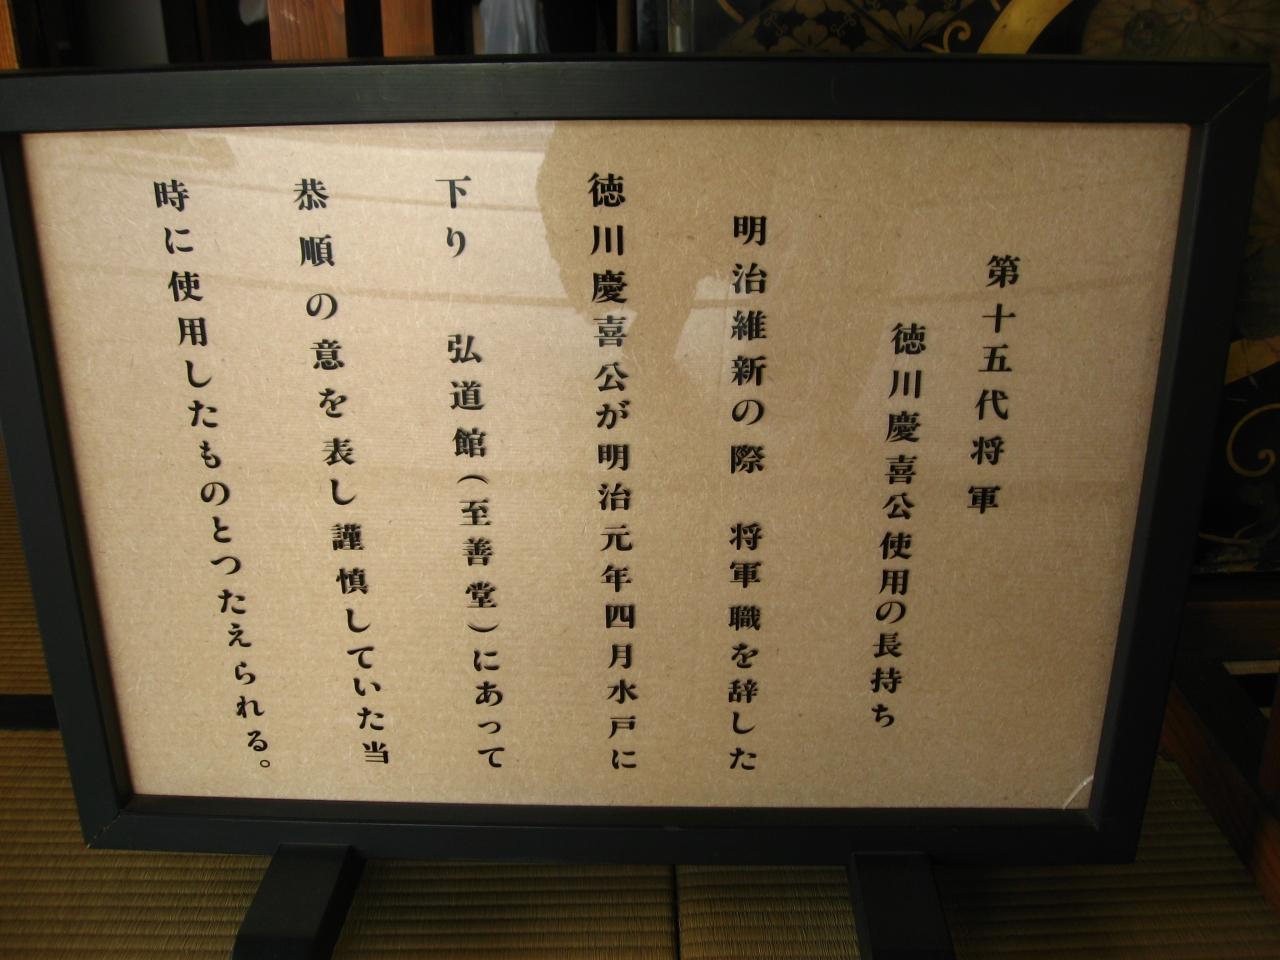 第十五代将軍
徳川慶喜公使用の長持ち
明治維新の際　将軍職を辞した
徳川慶喜公が明治元年四月水戸に
下り　弘道館（至善堂）にあって
恭順の意を表し謹慎していた当
時に使用したものとつたえられる。